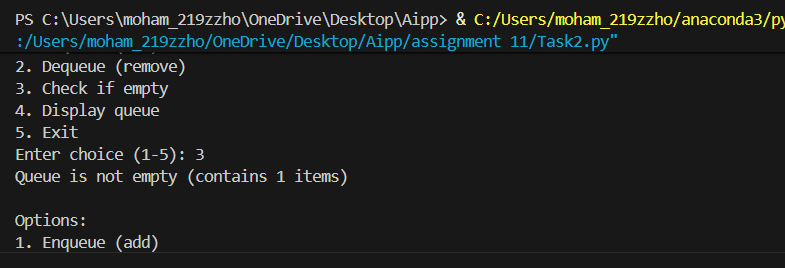 PS C:\Users\moham_219zzho\OneDrive\Desktop\Aipp> & C:/Users/moham_219zzho/anaconda3/py
:/Users/moham_219zzho/OneDrive/Desktop/Aipp/assignment 11/Task2.py"
2. Dequeue (remove)
3. Check if empty
4. Display queue
5. Exit
Enter choice (1-5): 3
Queue is not empty (contains 1 items)
Options:
1. Enqueue (add)